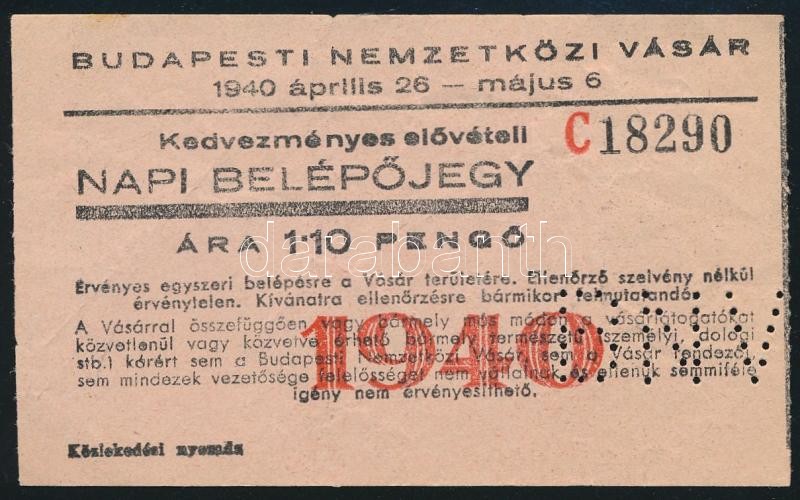 BUDAPESTI NEMZETKÖZI VÁSÁR
1940 április 26 — május 6
Kedvezményes elővételi
C18290
NAPI BELÉPŐJEGY
ÁRA 1·10 PENGŐ
Érvényes egyszeri belépésre a Vásár területére. Ellenőrző szelvény nélkül
érvénytelen. Kívánatra ellenőrzésre bármikor felmutatandó.
A Vásárral összefüggően vagy bármely más módon a vásárlátogatókat
közvetlenül vagy közvetve érhető bármely természetű (személyi, dologi
stb.) kárért sem a Budapesti Nemzetközi Vásár, sem a Vásár rendezői,
sem mindezek vezetősége felelősséget nem vállalnak és ellenük semmiféle
igény nem érvényesíthető.
1940
Közlekedési nyomda
darabanth